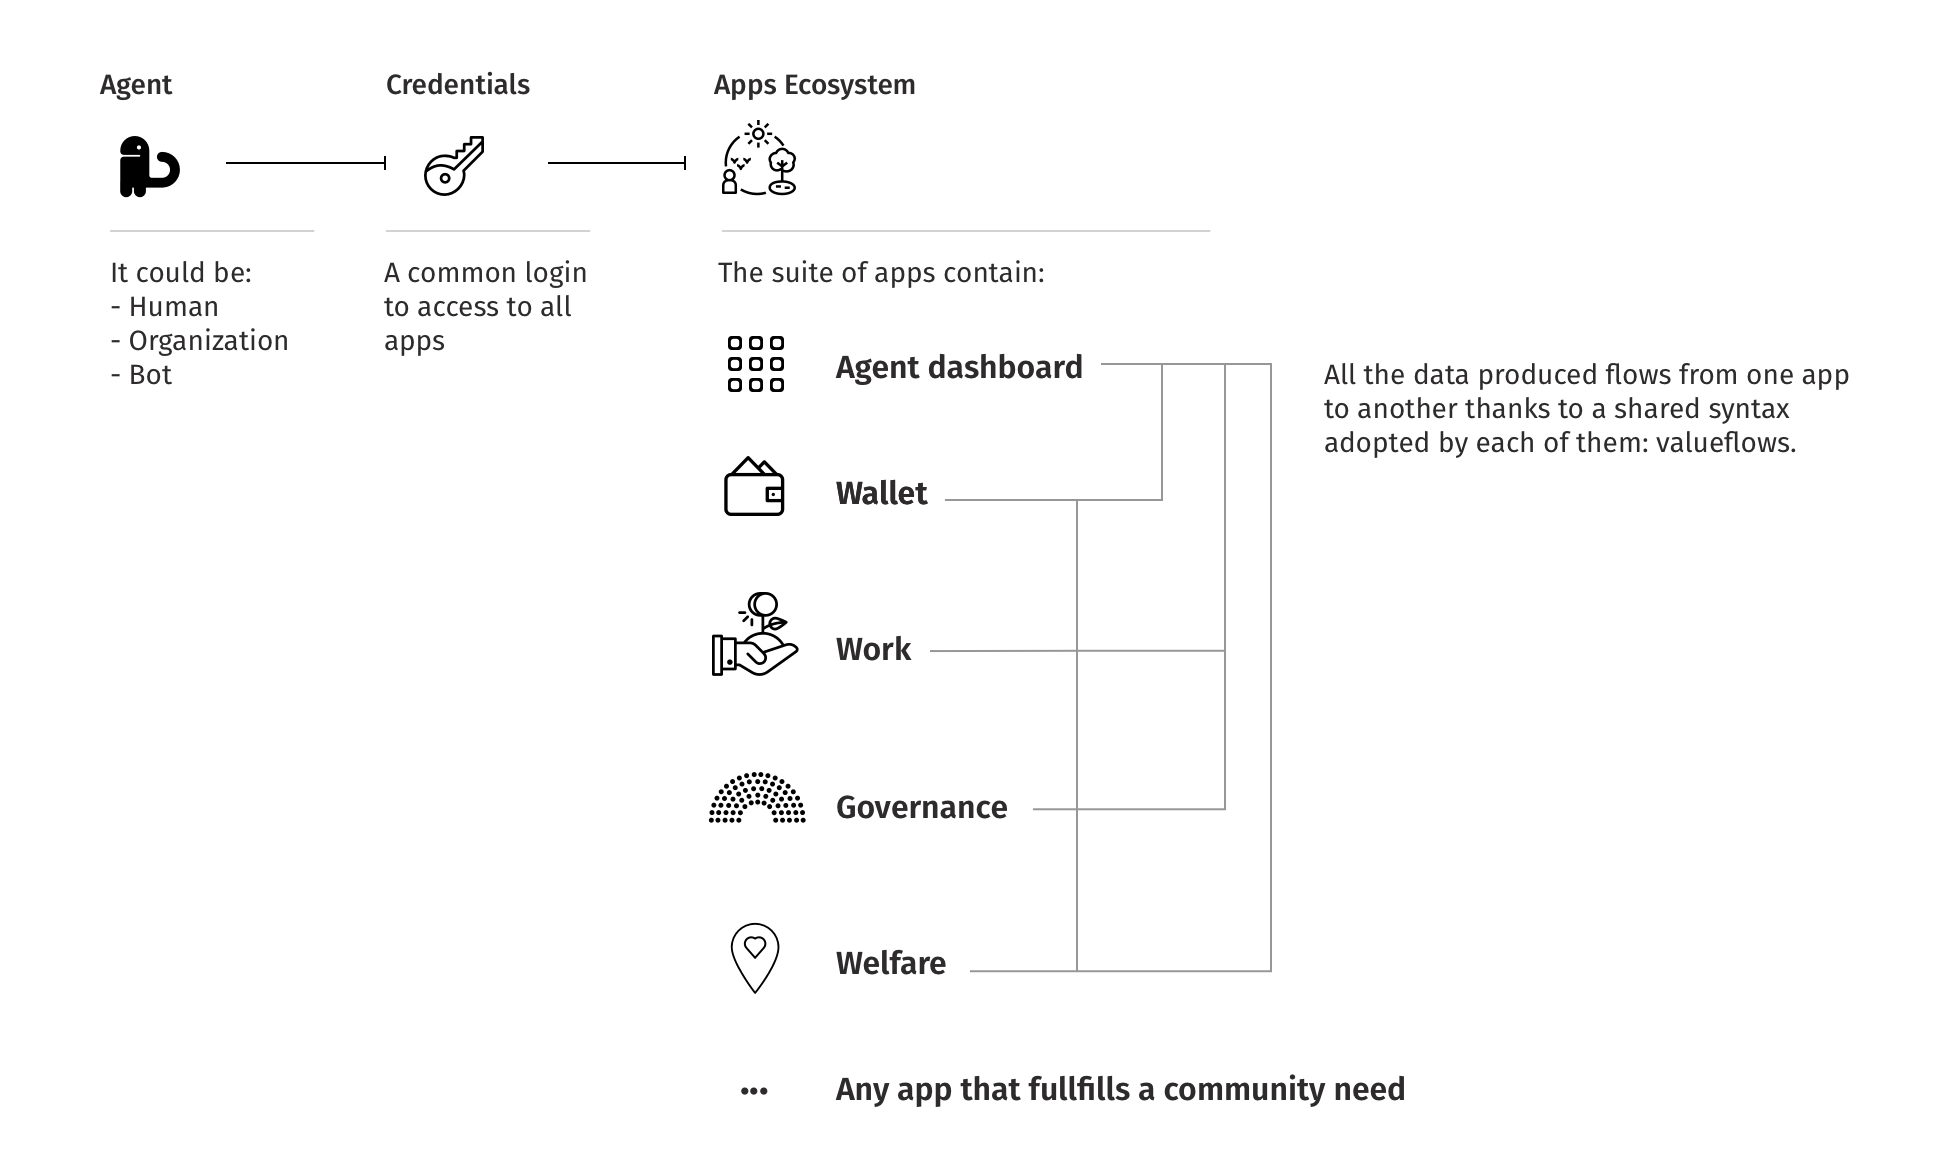 Agent
Credentials
Apps Ecosystem
It could be:
- Human
- Organization
- Bot
A common login
to access to all
apps
The suite of apps contain:
Agent dashboard
Wallet
Work
Governance
Welfare
Any app that fullfills a community need
All the data produced flows from one app
to another thanks to a shared syntax
adopted by each of them: valueflows.